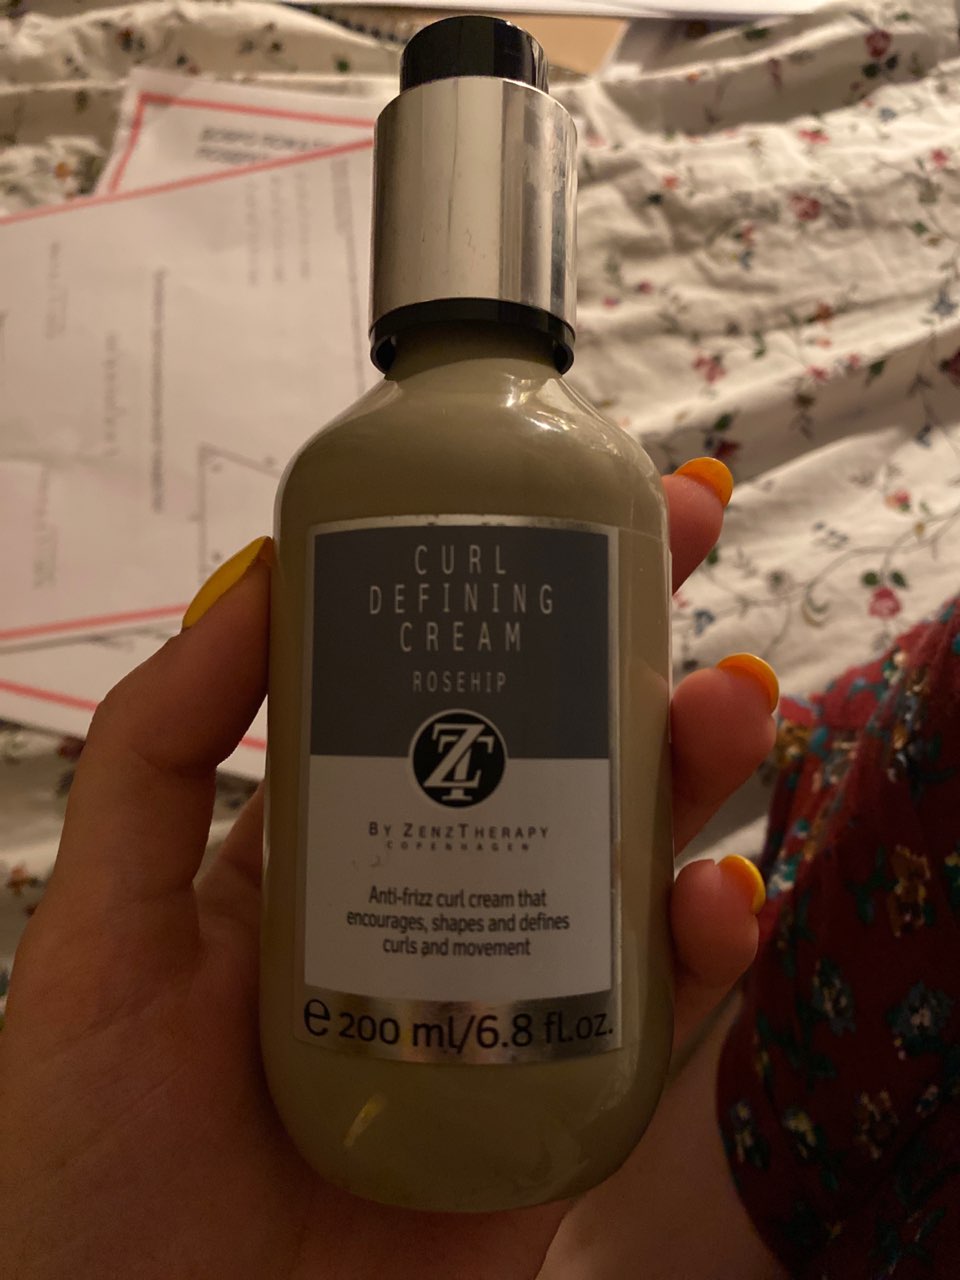 CURL
DEFINING
CREAM
ROSEHIP
ZT
BY ZENZTHERAPY
COPENHAGEN
Anti-frizz curl cream that
encourages, shapes and defines
curls and movement
e 200 ml/6.8 fl.oz.